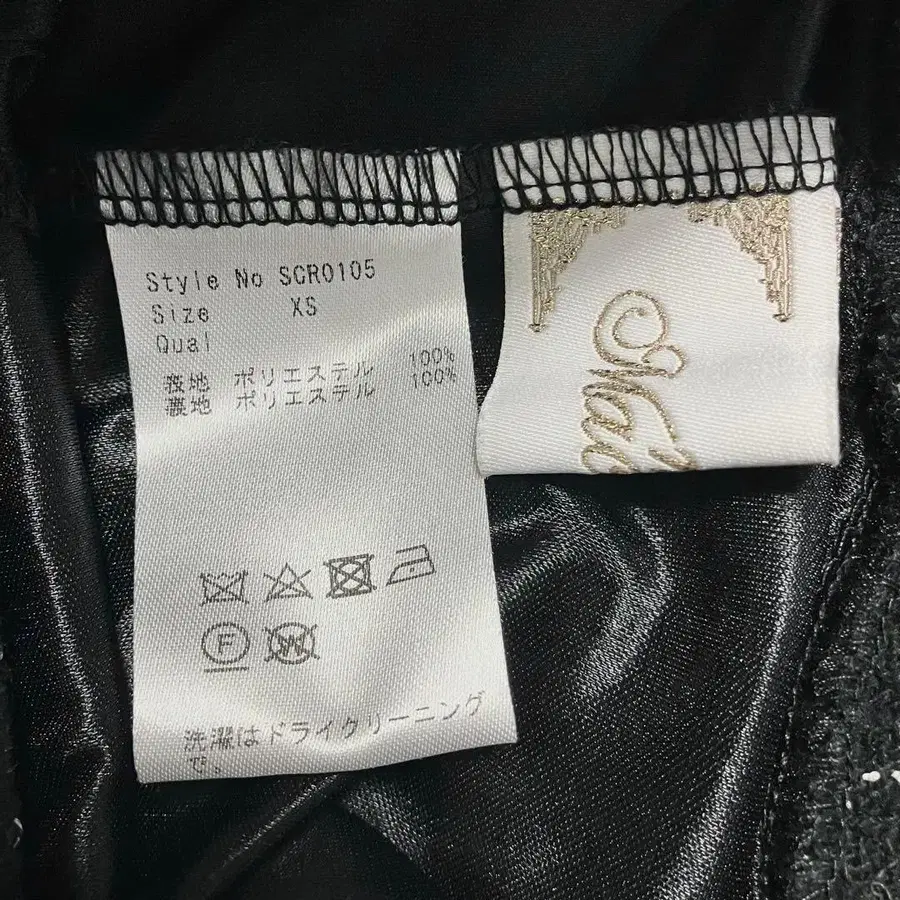 Style No SCR0105
Size XS
Qual
表地 ポリエステル 100%
裏地 ポリエステル 100%
F
W
洗濯はドライクリーニング
で。